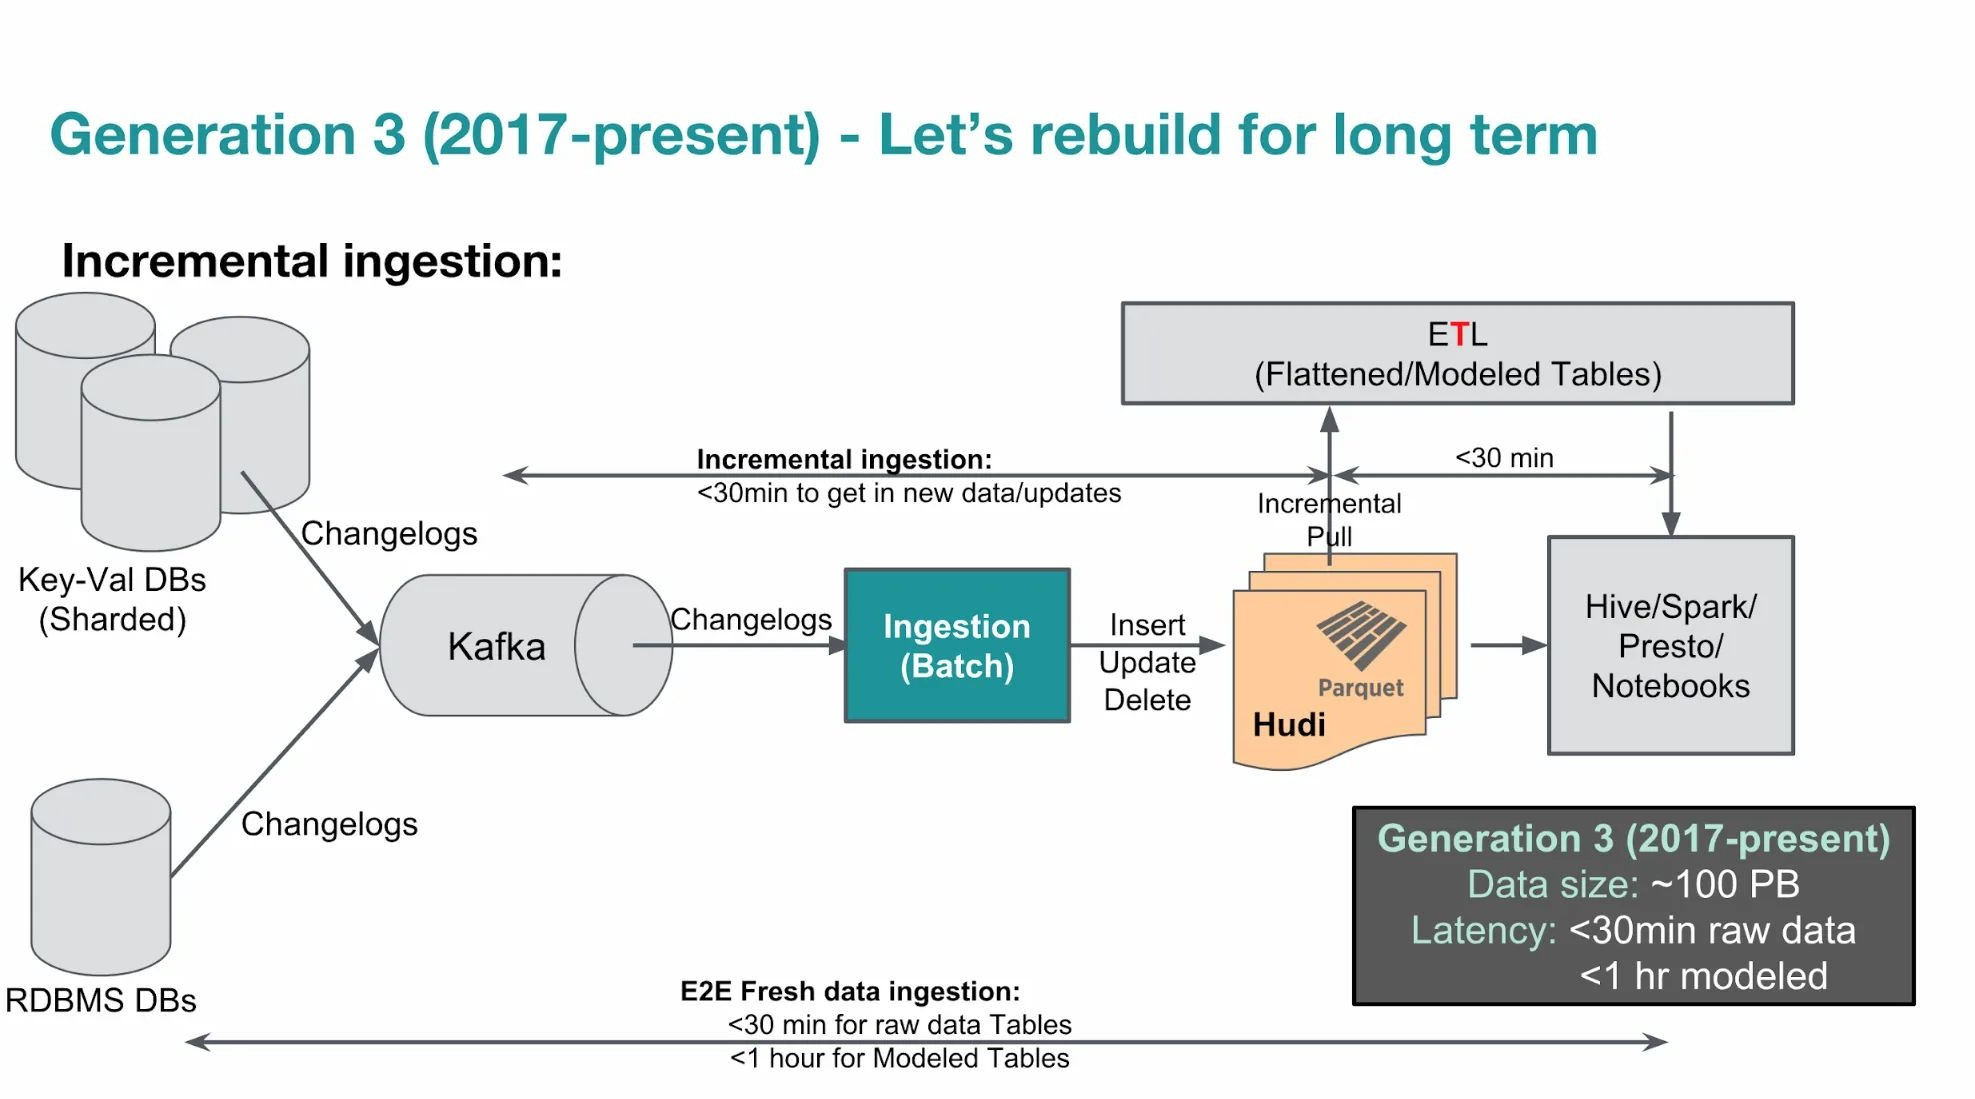 Generation 3 (2017-present) - Let’s rebuild for long term
Incremental ingestion:
ETL
(Flattened/Modeled Tables)
Incremental ingestion:
<30min to get in new data/updates
<30 min
Incremental
Pull
Changelogs
Key-Val DBs
(Sharded)
Kafka
Changelogs
Ingestion
(Batch)
Insert
Update
Delete
Parquet
Hudi
Hive/Spark/
Presto/
Notebooks
Changelogs
RDBMS DBs
Generation 3 (2017-present)
Data size: ~100 PB
Latency: <30min raw data
<1 hr modeled
E2E Fresh data ingestion:
<30 min for raw data Tables
<1 hour for Modeled Tables